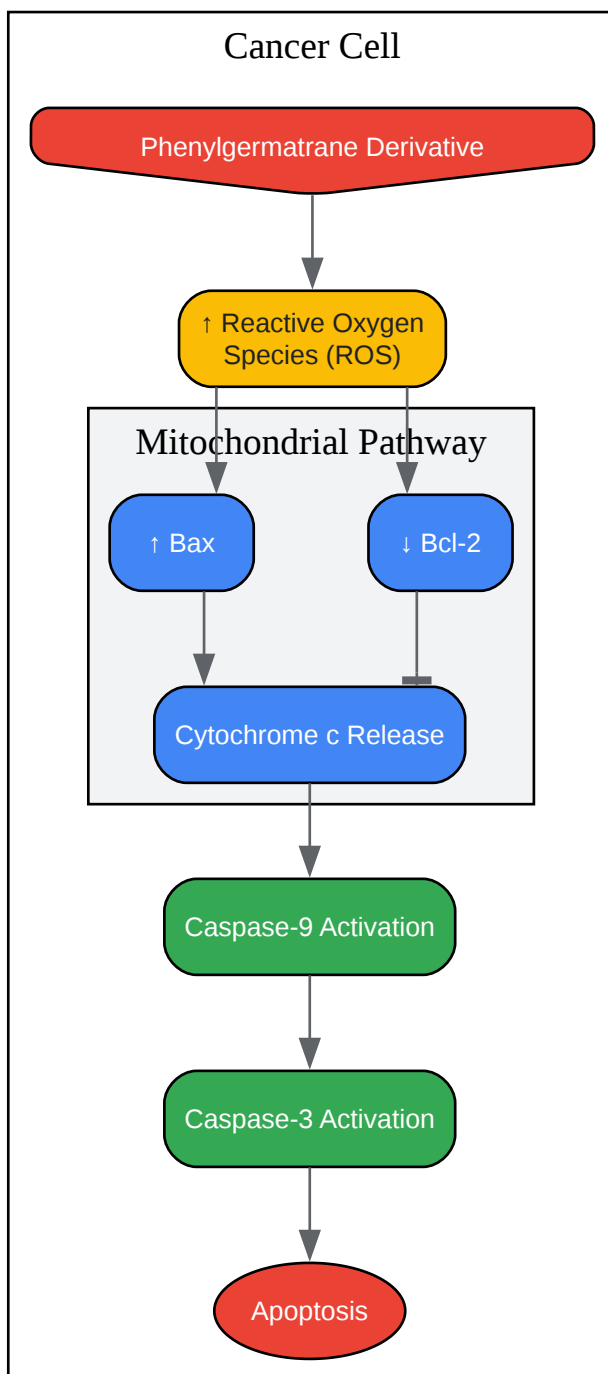 Cancer Cell
Phenylgermatrane Derivative
↑ Reactive Oxygen
Species (ROS)
Mitochondrial Pathway
↑ Bax
↓ Bcl-2
Cytochrome c Release
Caspase-9 Activation
Caspase-3 Activation
Apoptosis